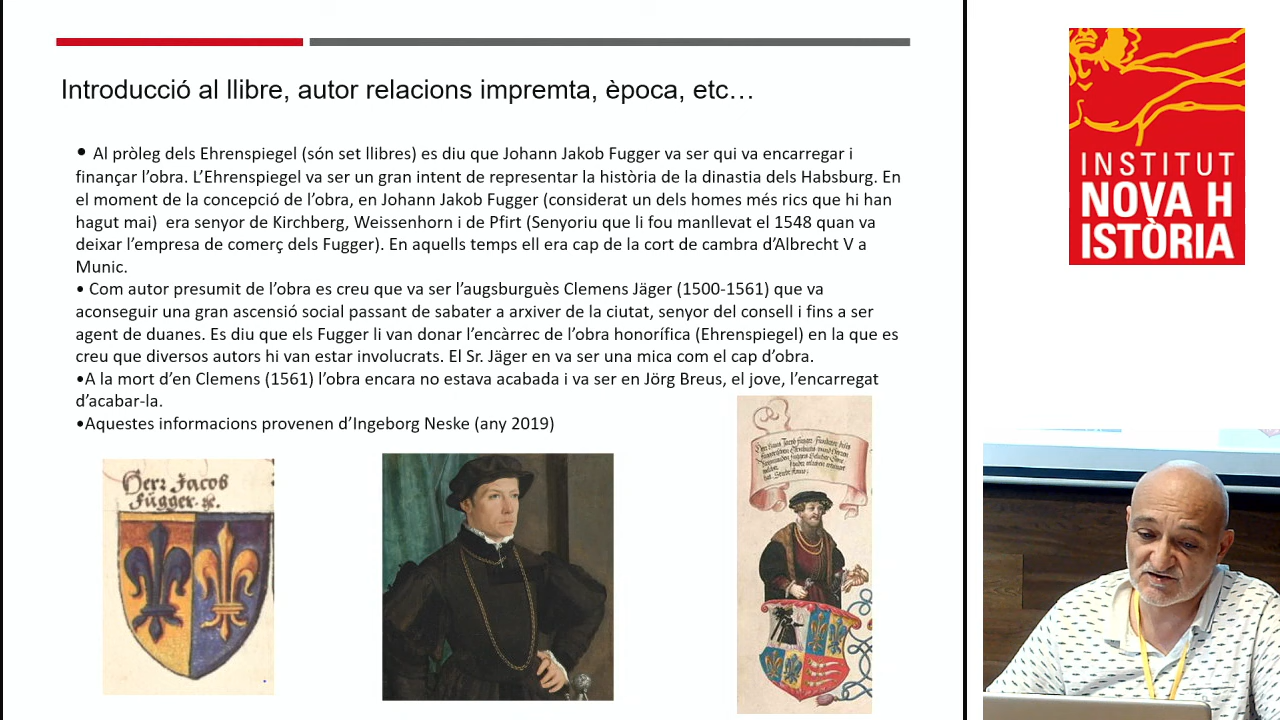 Introducció al llibre, autor relacions impremta, època, etc…
• Al pròleg dels Ehrenspiegel (són set llibres) es diu que Johann Jakob Fugger va ser qui va encarregar i
finançar l’obra. L’Ehrenspiegel va ser un gran intent de representar la història de la dinastia dels Habsburg. En
el moment de la concepció de l’obra, en Johann Jakob Fugger (considerat un dels homes més rics que hi han
hagut mai) era senyor de Kirchberg, Weissenhorn i de Pfirt (Senyoriu que li fou manllevat el 1548 quan va
deixar l’empresa de comerç dels Fugger). En aquells temps ell era cap de la cort de cambra d’Albrecht V a
Munic.
• Com autor presumit de l’obra es creu que va ser l’augsburguès Clemens Jäger (1500-1561) que va
aconseguir una gran ascensió social passant de sabater a arxiver de la ciutat, senyor del consell i fins a ser
agent de duanes. Es diu que els Fugger li van donar l’encàrrec de l’obra honorífica (Ehrenspiegel) en la que es
creu que diversos autors hi van estar involucrats. El Sr. Jäger en va ser una mica com el cap d’obra.
•A la mort d’en Clemens (1561) l’obra encara no estava acabada i va ser en Jörg Breus, el jove, l’encarregat
d’acabar-la.
•Aquestes informacions provenen d’Ingeborg Neske (any 2019)
Herr Jacob
Fugger
INSTITUT
NOVA H
ISTÒRIA